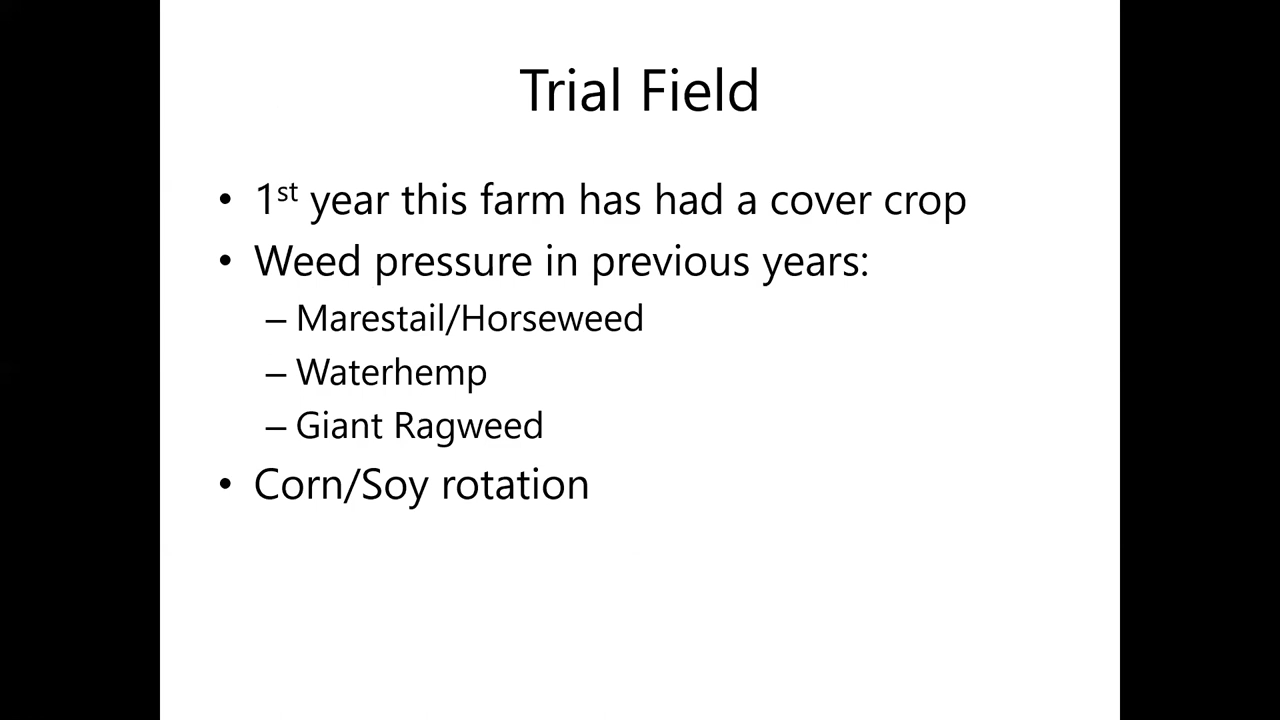 Trial Field
• 1st year this farm has had a cover crop
• Weed pressure in previous years:
– Marestail/Horseweed
– Waterhemp
– Giant Ragweed
• Corn/Soy rotation